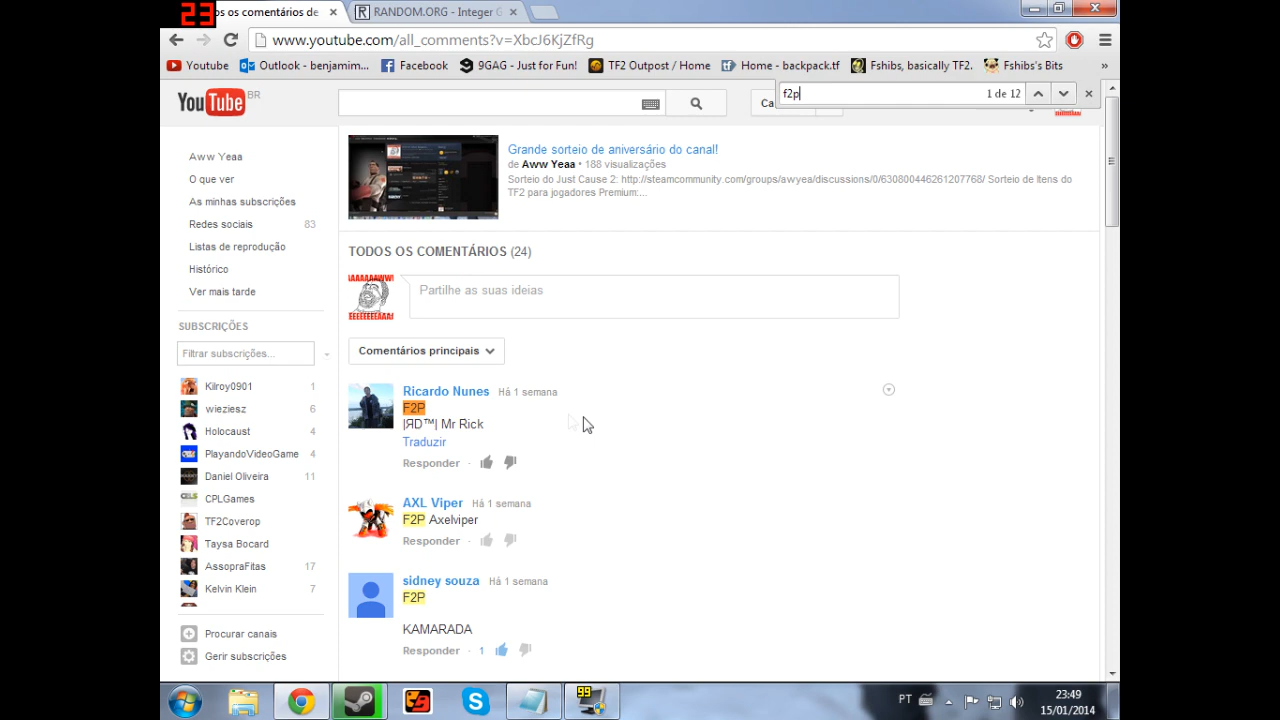 23
os os comentários de
RANDOM.ORG - Integer G
www.youtube.com/all_comments?v=XbcJ6KjZfRg
Youtube
Outlook - benjamim...
Facebook
9GAG - Just for Fun!
TF2 Outpost / Home
Home - backpack.tf
Fshibs, basically TF2.
Fshibs's Bits
»
f2p
1 de 12
YouTube BR
Ca
Grande sorteio de aniversário do canal!
de Aww Yeaa • 188 visualizações
Sorteio do Just Cause 2: http://steamcommunity.com/groups/awyea/discussions/0/630800446261207768/ Sorteio de Itens do
TF2 para jogadores Premium:...
Aww Yeaa
O que ver
As minhas subscrições
Redes sociais 83
Listas de reprodução
Histórico
Ver mais tarde
SUBSCRIÇÕES
Filtrar subscrições...
Kilroy0901 1
wieziesz 6
Holocaust 4
PlayandoVideoGame 4
Daniel Oliveira 11
CPLGames
TF2Coverop
Taysa Bocard
AssopraFitas 17
Kelvin Klein 7
Procurar canais
Gerir subscrições
TODOS OS COMENTÁRIOS (24)
Partilhe as suas ideias
Comentários principais
Ricardo Nunes Há 1 semana
F2P
|ЯD™| Mr Rick
Traduzir
Responder
AXL Viper Há 1 semana
F2P Axelviper
Responder
sidney souza Há 1 semana
F2P
KAMARADA
Responder · 1
99
PT
23:49
15/01/2014